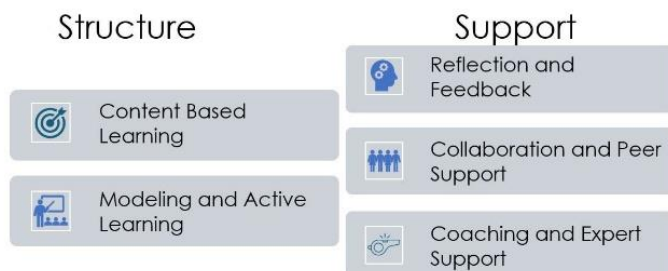 Structure
Content Based
Learning
Modeling and Active
Learning
Support
Reflection and
Feedback
Collaboration and Peer
Support
Coaching and Expert
Support